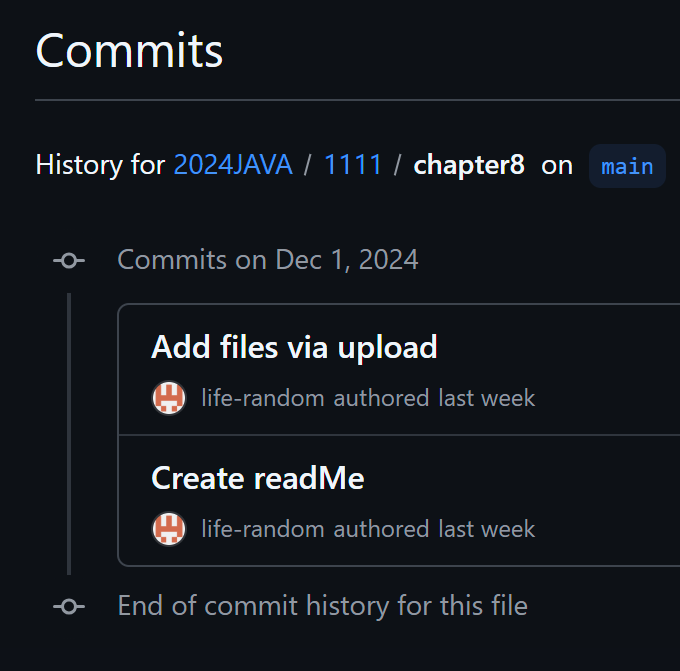 Commits
History for 2024JAVA / 1111 / chapter8 on main
Commits on Dec 1, 2024
Add files via upload
life-random authored last week
Create readMe
life-random authored last week
End of commit history for this file